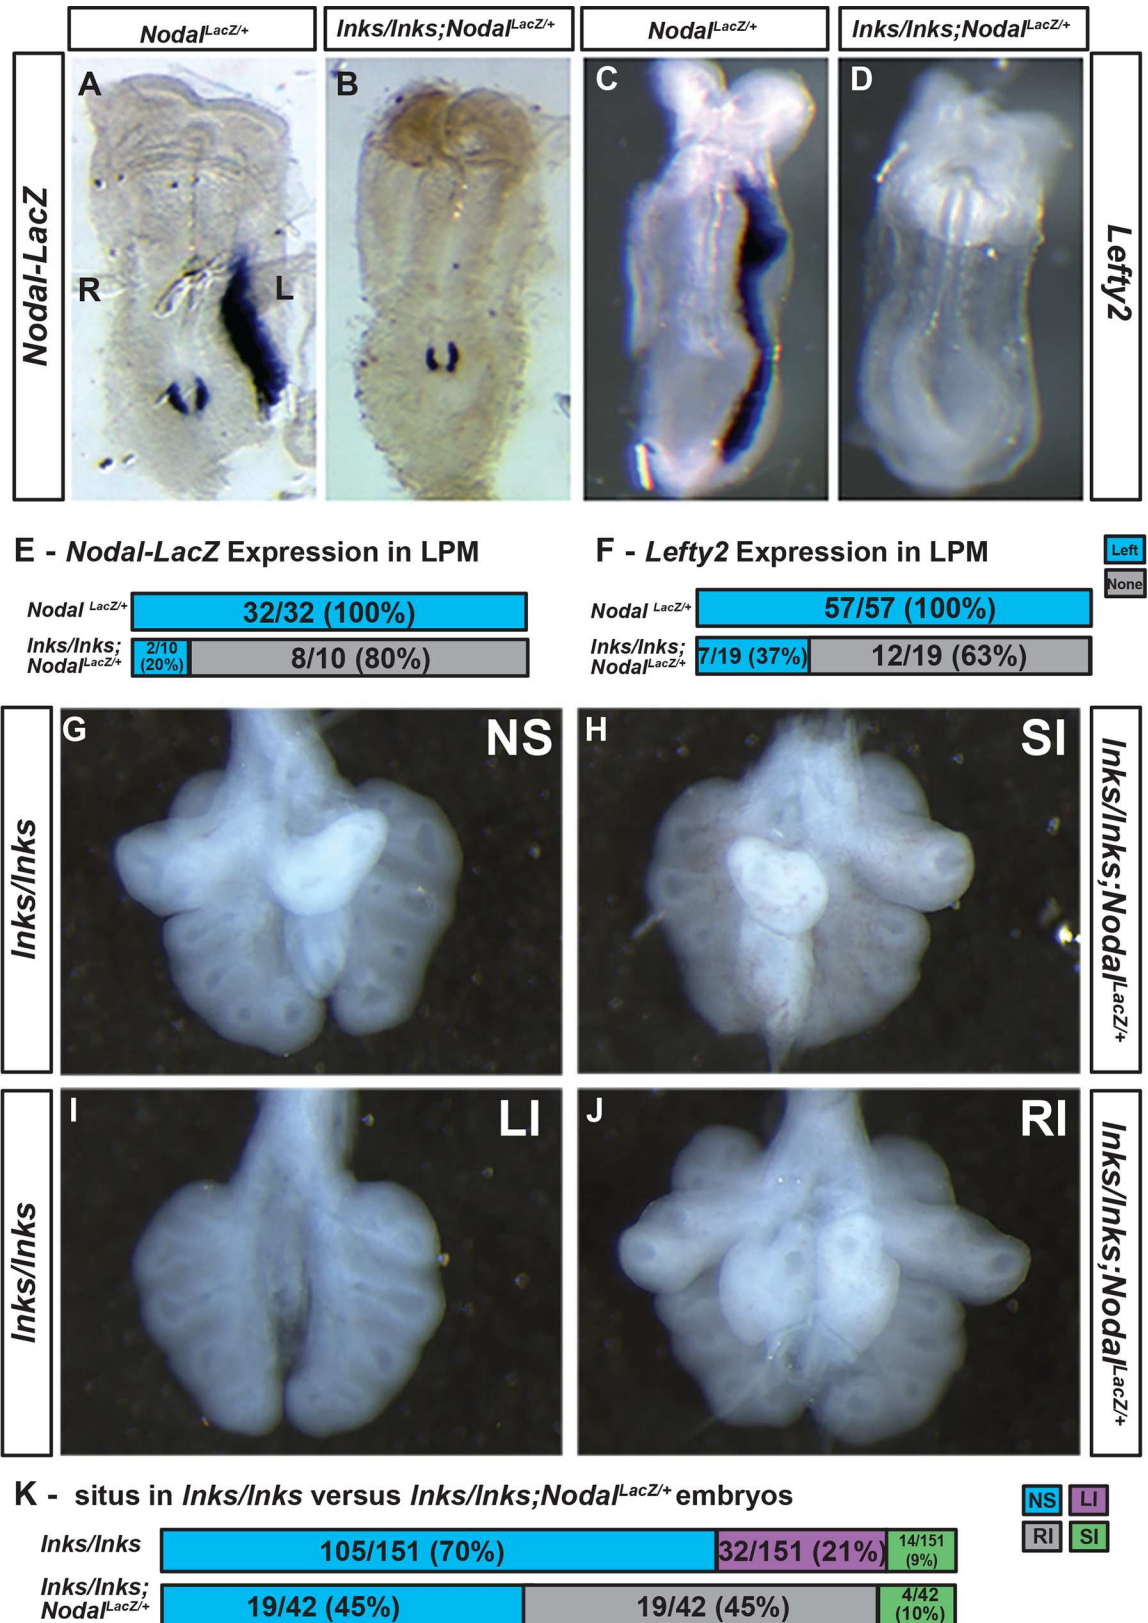 Nodal^LacZ/+
Inks/Inks;Nodal^LacZ/+
Nodal^LacZ/+
Inks/Inks;Nodal^LacZ/+
Nodal-LacZ
A
B
C
D
R
L
Lefty2
E - Nodal-LacZ Expression in LPM
Nodal LacZ/+
32/32 (100%)
Inks/Inks;
Nodal^LacZ/+
2/10
(20%)
8/10 (80%)
F - Lefty2 Expression in LPM
Left
None
Nodal LacZ/+
57/57 (100%)
Inks/Inks;
Nodal^LacZ/+
7/19 (37%)
12/19 (63%)
Inks/Inks
G
NS
H
SI
Inks/Inks;Nodal^LacZ/+
Inks/Inks
I
LI
J
RI
Inks/Inks;Nodal^LacZ/+
K - situs in Inks/Inks versus Inks/Inks;Nodal^LacZ/+ embryos
NS
LI
RI
SI
Inks/Inks
105/151 (70%)
32/151 (21%)
14/151
(9%)
Inks/Inks;
Nodal^LacZ/+
19/42 (45%)
19/42 (45%)
4/42
(10%)